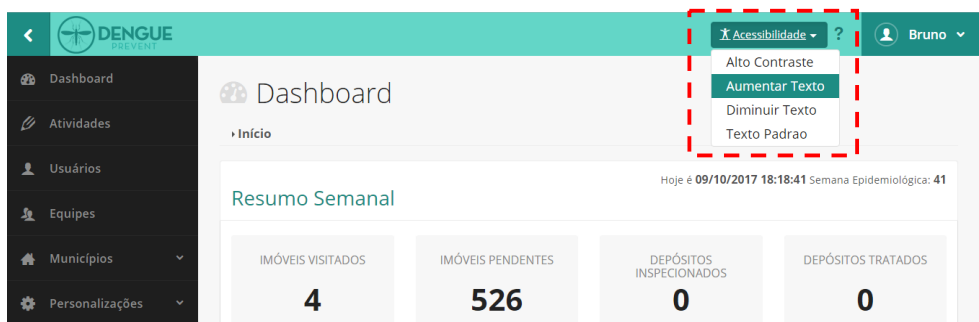 DENGUE
PREVENT
Acessibilidade
?
Bruno
Alto Contraste
Aumentar Texto
Diminuir Texto
Texto Padrao
Dashboard
Atividades
Usuários
Equipes
Municípios
Personalizações
Dashboard
Início
Hoje é 09/10/2017 18:18:41 Semana Epidemiológica: 41
Resumo Semanal
IMÓVEIS VISITADOS
4
IMÓVEIS PENDENTES
526
DEPÓSITOS
INSPECIONADOS
0
DEPÓSITOS TRATADOS
0